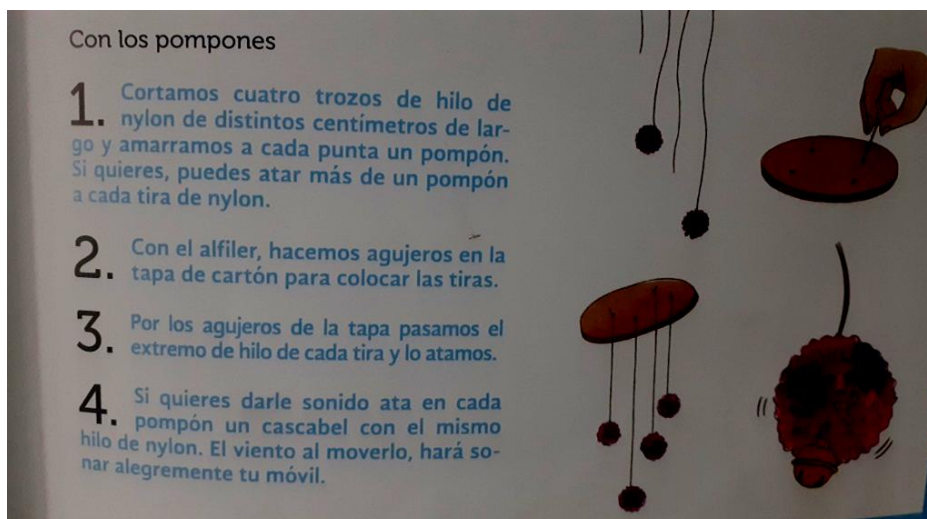 Con los pompones
1. Cortamos cuatro trozos de hilo de
nylon de distintos centímetros de lar-
go y amarramos a cada punta un pompón.
Si quieres, puedes atar más de un pompón
a cada tira de nylon.
2. Con el alfiler, hacemos agujeros en la
tapa de cartón para colocar las tiras.
3. Por los agujeros de la tapa pasamos el
extremo de hilo de cada tira y lo atamos.
4. Si quieres darle sonido ata en cada
pompón un cascabel con el mismo
hilo de nylon. El viento al moverlo, hará so-
nar alegremente tu móvil.